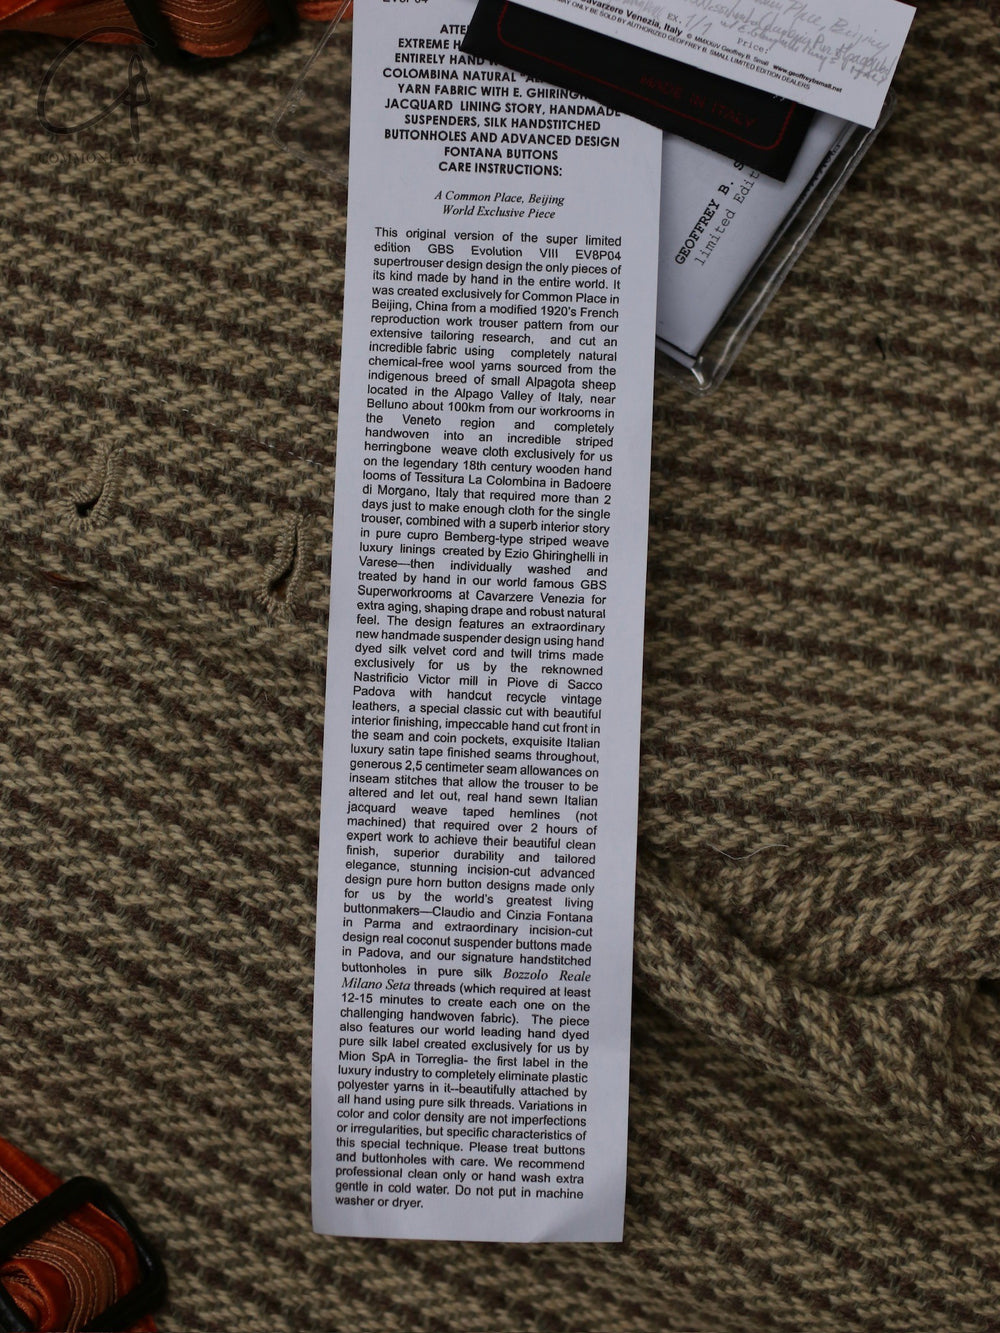 COMMONPLACE
EV8P04
ATTE
EXTREME H
ENTIRELY HAND W
COLOMBINA NATURAL "AL
YARN FABRIC WITH E. GHIRINGH
JACQUARD LINING STORY, HANDMADE
SUSPENDERS, SILK HANDSTITCHED
BUTTONHOLES AND ADVANCED DESIGN
FONTANA BUTTONS
CARE INSTRUCTIONS:
A Common Place, Beijing
World Exclusive Piece
This original version of the super limited
edition GBS Evolution VIII EV8P04
supertrouser design design the only pieces of
its kind made by hand in the entire world. It
was created exclusively for Common Place in
Beijing, China from a modified 1920's French
reproduction work trouser pattern from our
extensive tailoring research, and cut an
incredible fabric using completely natural
chemical-free wool yarns sourced from the
indigenous breed of small Alpagota sheep
located in the Alpago Valley of Italy, near
Belluno about 100km from our workrooms in
the Veneto region and completely
handwoven into an incredible striped
herringbone weave cloth exclusively for us
on the legendary 18th century wooden hand
looms of Tessitura La Colombina in Badoere
di Morgano, Italy that required more than 2
days just to make enough cloth for the single
trouser, combined with a superb interior story
in pure cupro Bemberg-type striped weave
luxury linings created by Ezio Ghiringhelli in
Varese—then individually washed and
treated by hand in our world famous GBS
Superworkrooms at Cavarzere Venezia for
extra aging, shaping drape and robust natural
feel. The design features an extraordinary
new handmade suspender design using hand
dyed silk velvet cord and twill trims made
exclusively for us by the reknowned
Nastrificio Victor mill in Piove di Sacco
Padova with handcut recycle vintage
leathers, a special classic cut with beautiful
interior finishing, impeccable hand cut front in
the seam and coin pockets, exquisite Italian
luxury satin tape finished seams throughout,
generous 2,5 centimeter seam allowances on
inseam stitches that allow the trouser to be
altered and let out, real hand sewn Italian
jacquard weave taped hemlines (not
machined) that required over 2 hours of
expert work to achieve their beautiful clean
finish, superior durability and tailored
elegance, stunning incision-cut advanced
design pure horn button designs made only
for us by the world's greatest living
buttonmakers—Claudio and Cinzia Fontana
in Parma and extraordinary incision-cut
design real coconut suspender buttons made
in Padova, and our signature handstitched
buttonholes in pure silk Bozzolo Reale
Milano Seta threads (which required at least
12-15 minutes to create each one on the
challenging handwoven fabric). The piece
also features our world leading hand dyed
pure silk label created exclusively for us by
Mion SpA in Torreglia- the first label in the
luxury industry to completely eliminate plastic
polyester yarns in it--beautifully attached by
all hand using pure silk threads. Variations in
color and color density are not imperfections
or irregularities, but specific characteristics of
this special technique. Please treat buttons
and buttonholes with care. We recommend
professional clean only or hand wash extra
gentle in cold water. Do not put in machine
washer or dryer.
Place, Beijing
EX. 1/1
Price:
Cavarzere Venezia, Italy © MMXXIV Geoffrey B. Small www.geoffreybsmall.net
MAY ONLY BE SOLD BY AUTHORIZED GEOFFREY B. SMALL LIMITED EDITION DEALERS
MADE IN ITALY
GEOFFREY B. S
limited Edit